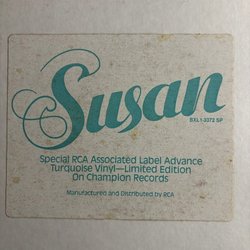 Susan
BXL1-3372 SP
Special RCA Associated Label Advance
Turquoise Vinyl—Limited Edition
On Champion Records
Manufactured and Distributed by RCA